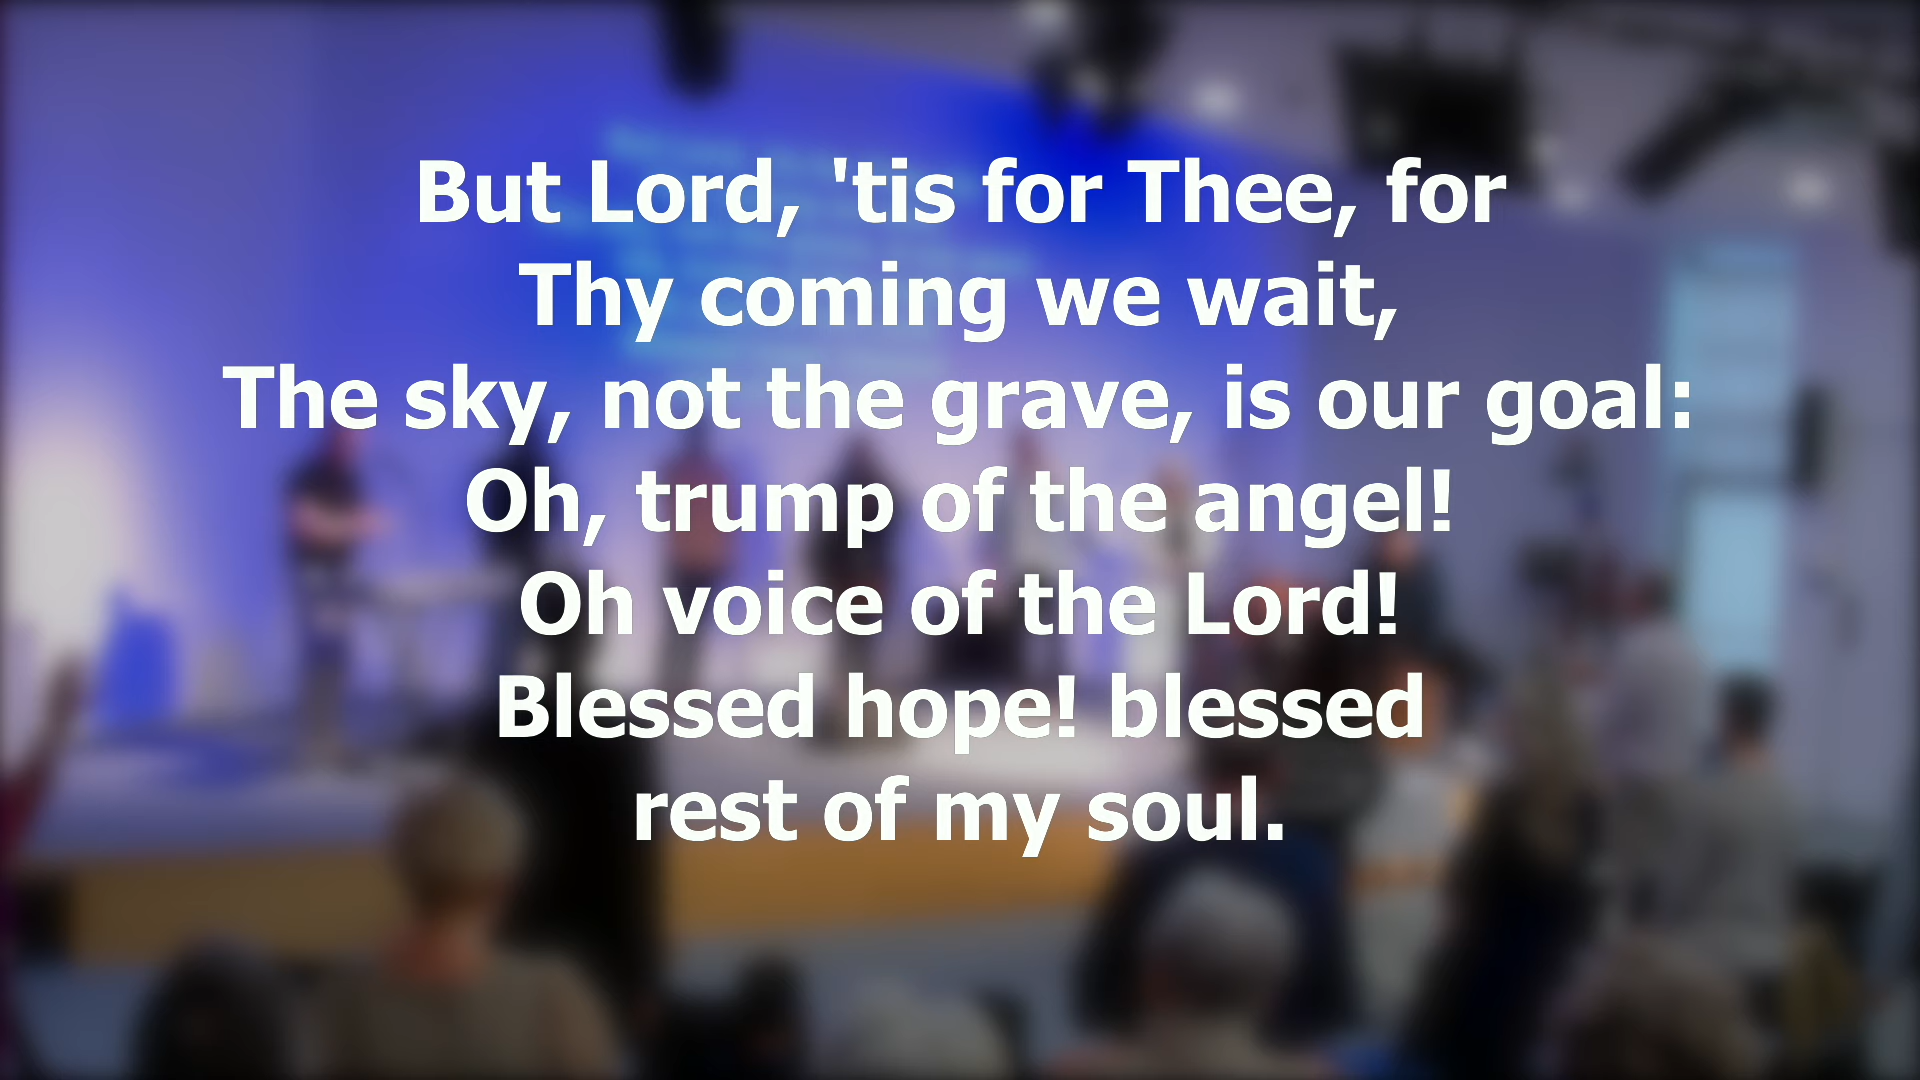 But Lord, 'tis for Thee, for
Thy coming we wait,
The sky, not the grave, is our goal:
Oh, trump of the angel!
Oh voice of the Lord!
Blessed hope! blessed
rest of my soul.